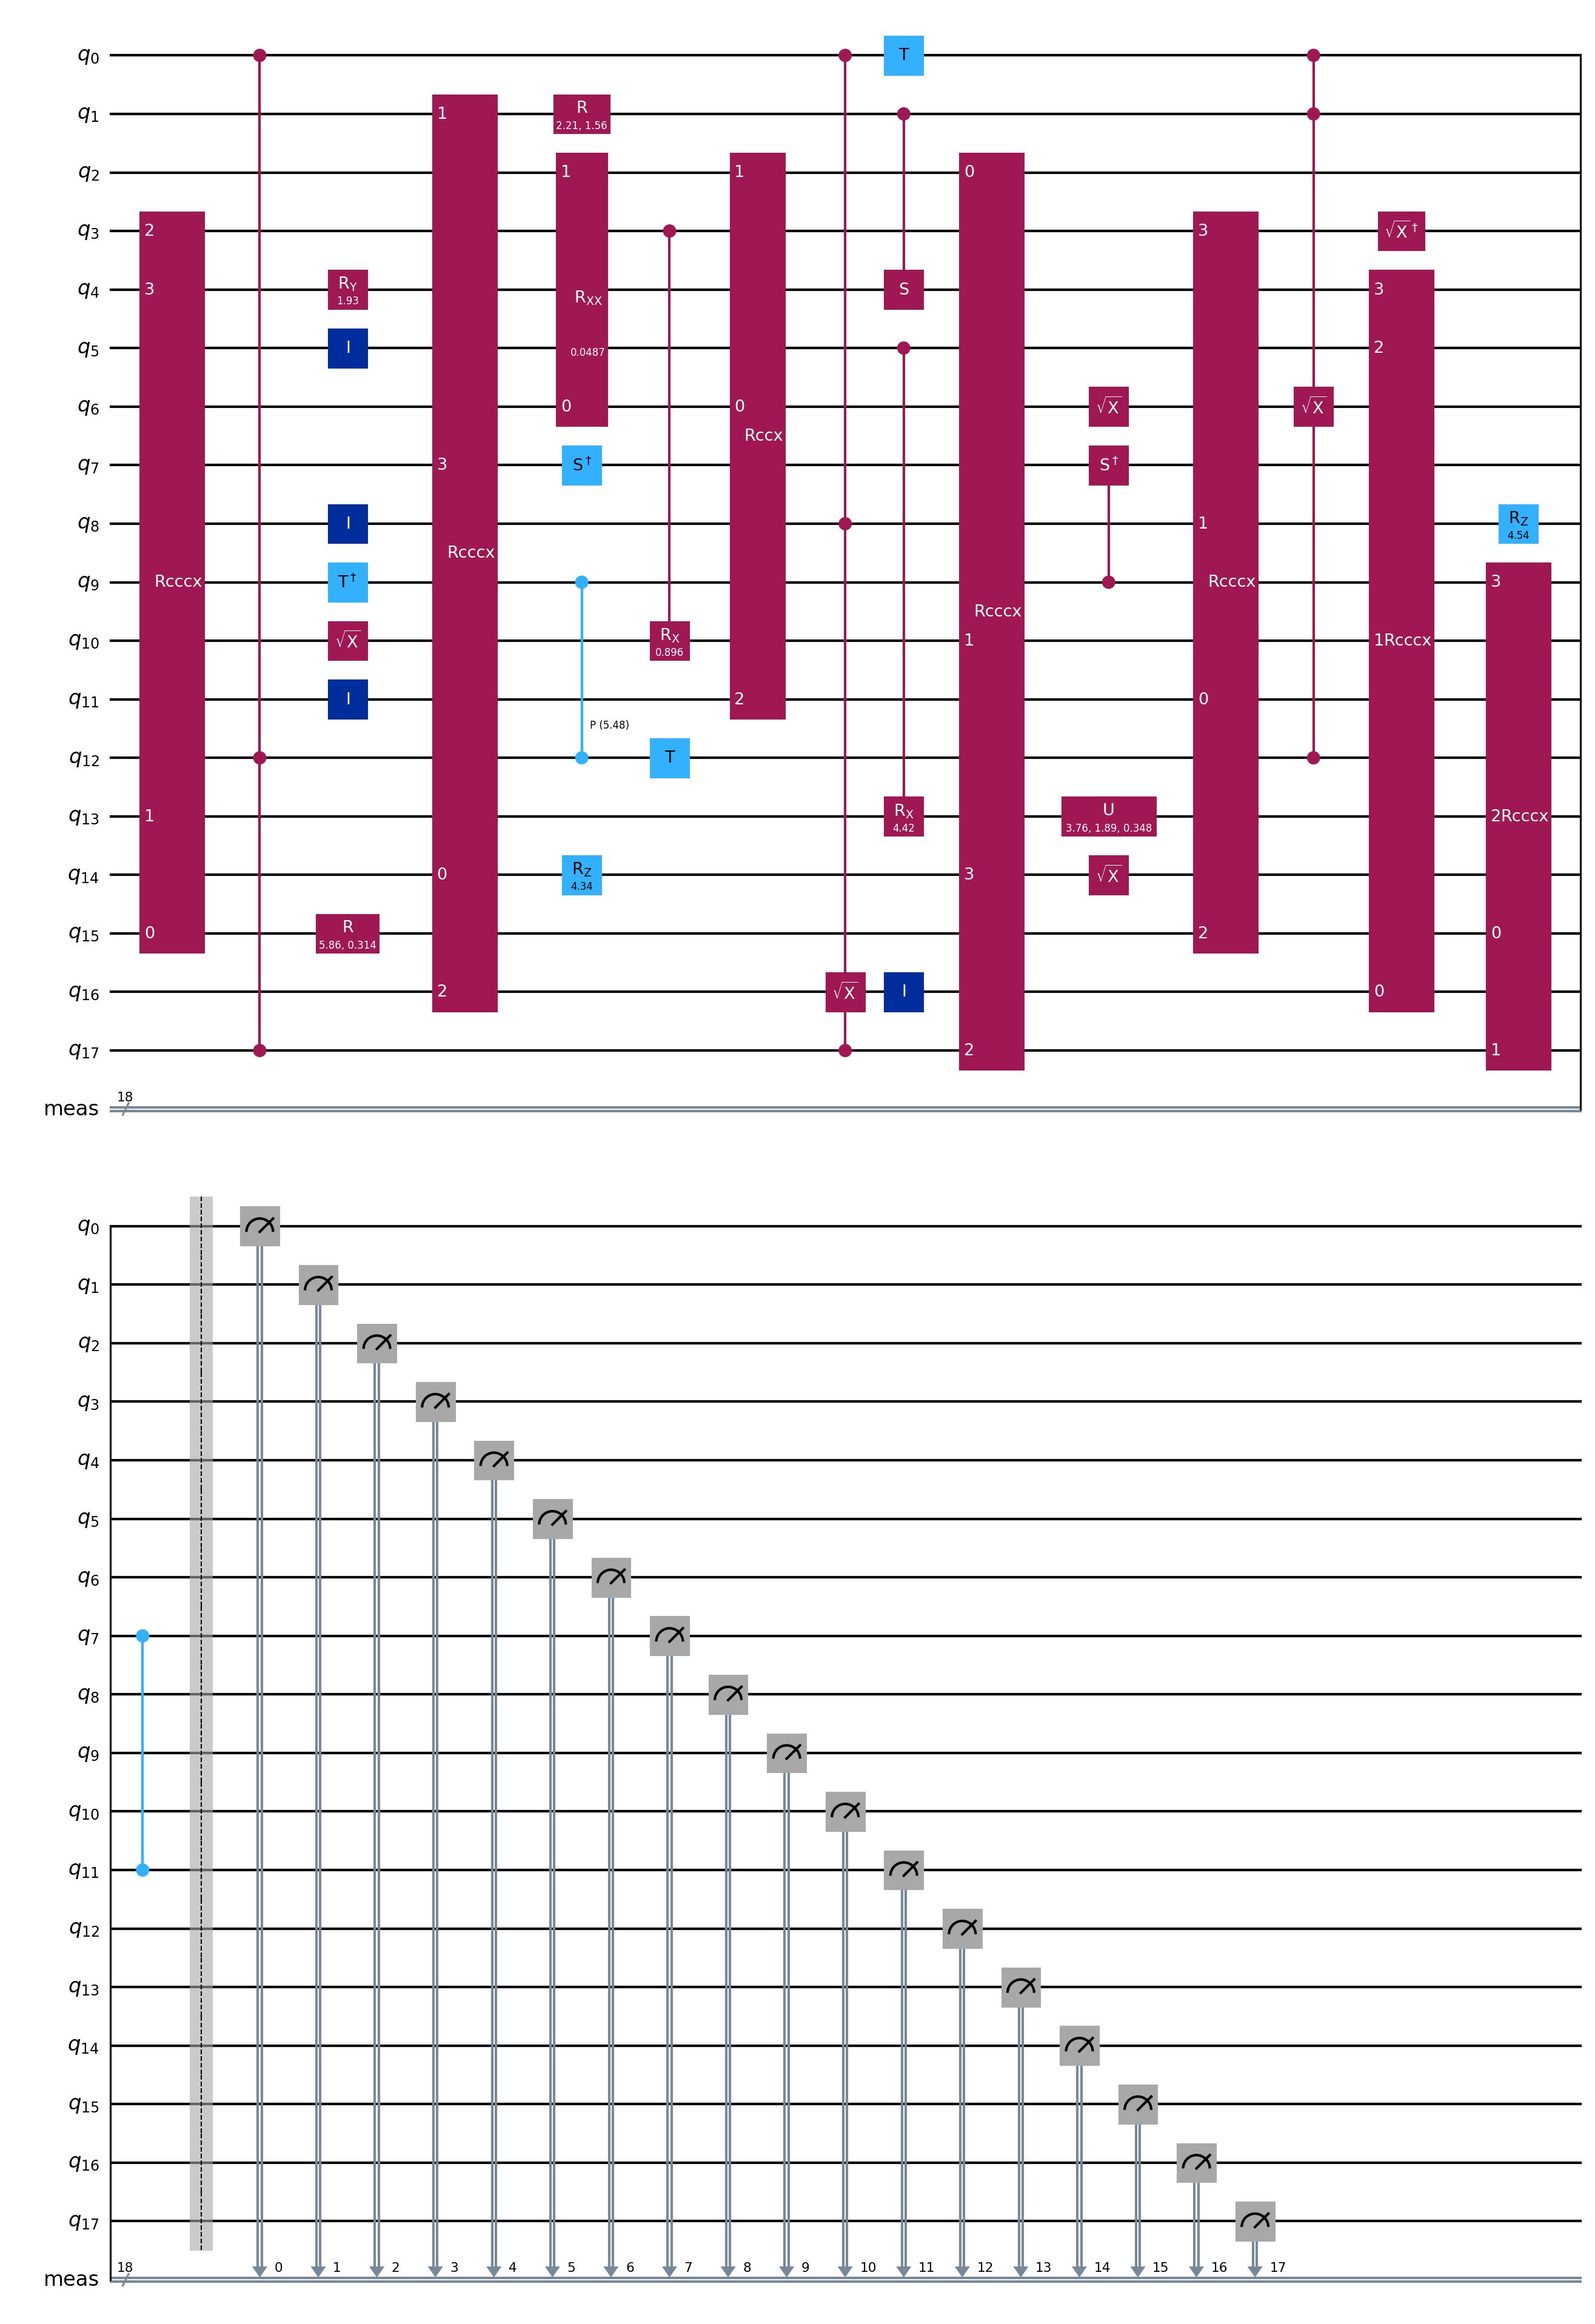 q0 T
q1 1 R 2.21, 1.56
q2 1 1 0
q3 2 3 √X†
q4 3 RY 1.93 RXX S 3
q5 I 0.0487 2
q6 0 0 √X √X
Rccx
q7 3 S† S†
q8 I 1 RZ 4.54
Rcccx
q9 Rcccx T† Rcccx 3
Rcccx
q10 √X RX 0.896 1 1Rcccx
q11 I 2 0
P (5.48)
q12 T
q13 1 RX 4.42 U 3.76, 1.89, 0.348 2Rcccx
q14 0 RZ 4.34 3 √X
q15 0 R 5.86, 0.314 2 0
q16 2 √X I 0
q17 2 1
18
meas
q0
q1
q2
q3
q4
q5
q6
q7
q8
q9
q10
q11
q12
q13
q14
q15
q16
q17
18 0 1 2 3 4 5 6 7 8 9 10 11 12 13 14 15 16 17
meas